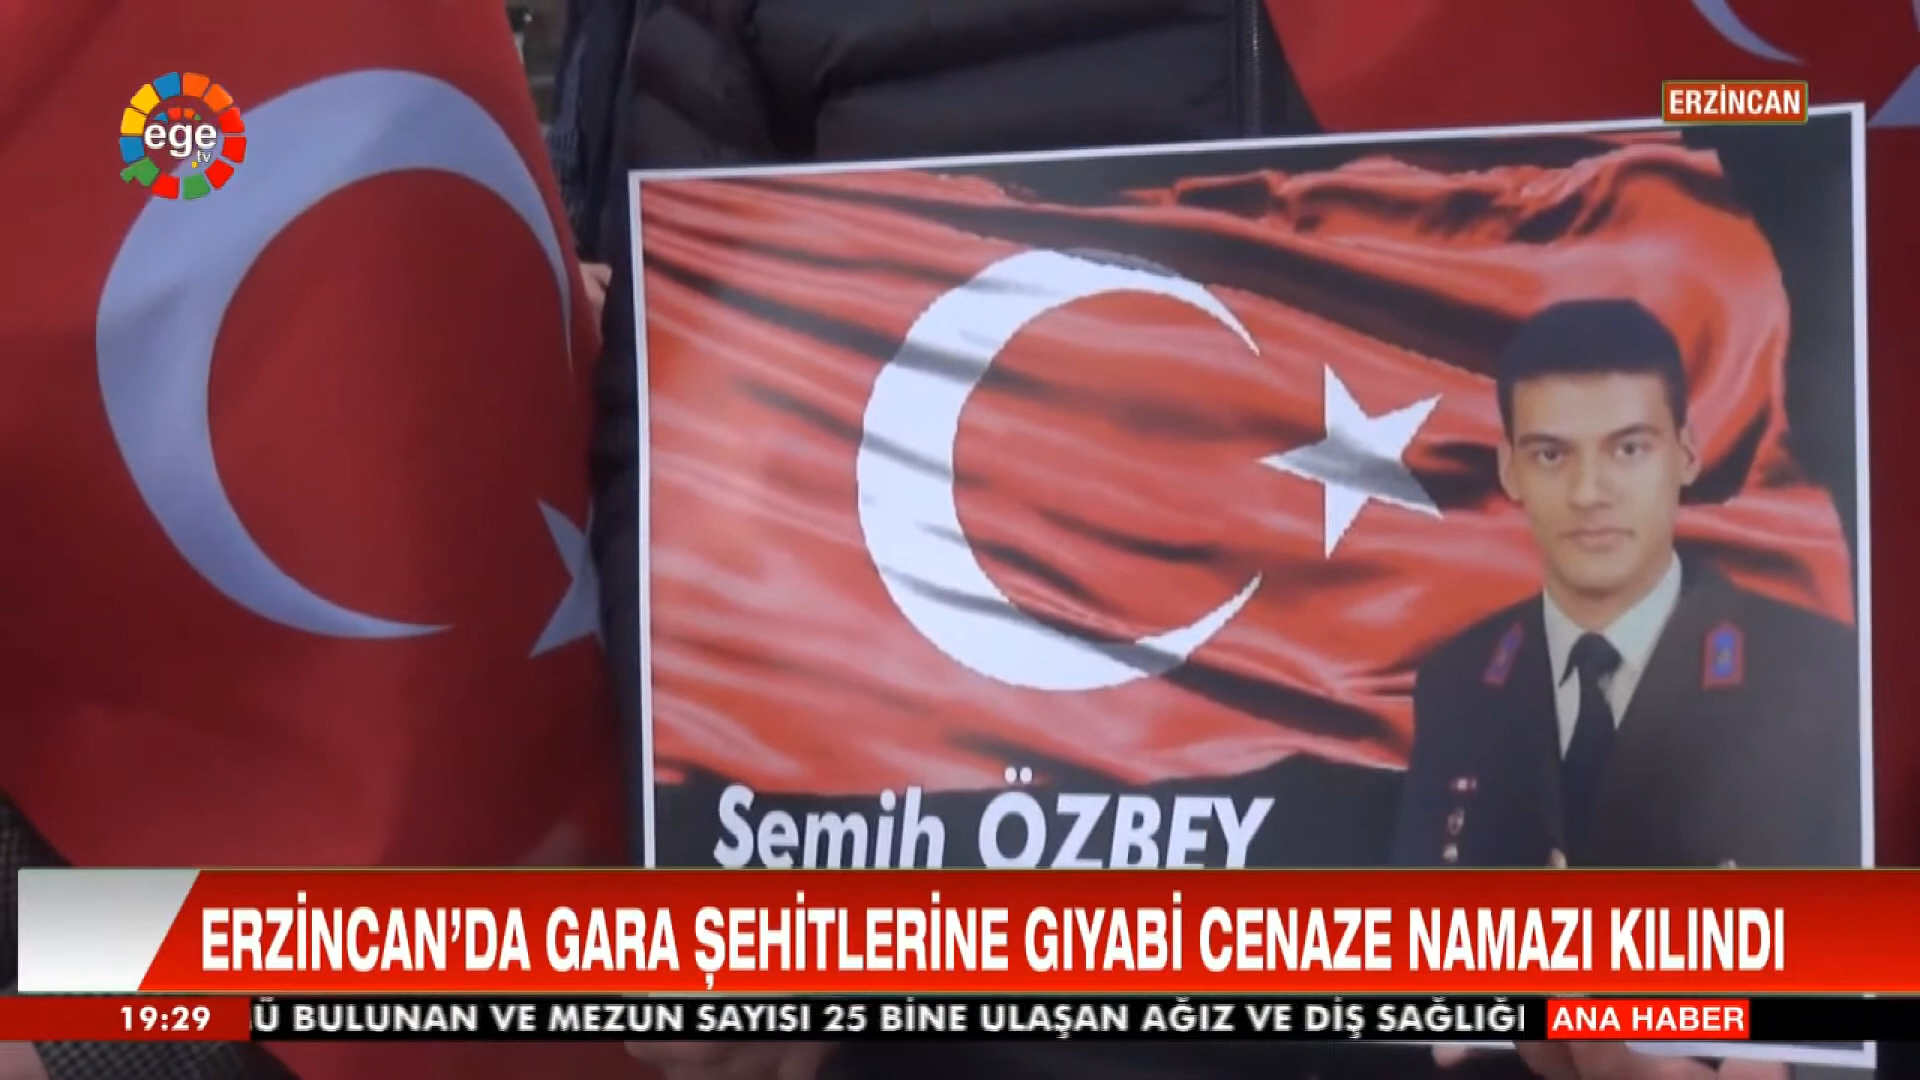 ege
.tv
ERZİNCAN
Semih ÖZBEY
ERZİNCAN'DA GARA ŞEHİTLERİNE GIYABİ CENAZE NAMAZI KILINDI
19:29
Ü BULUNAN VE MEZUN SAYISI 25 BİNE ULAŞAN AĞIZ VE DİŞ SAĞLIĞI
ANA HABER